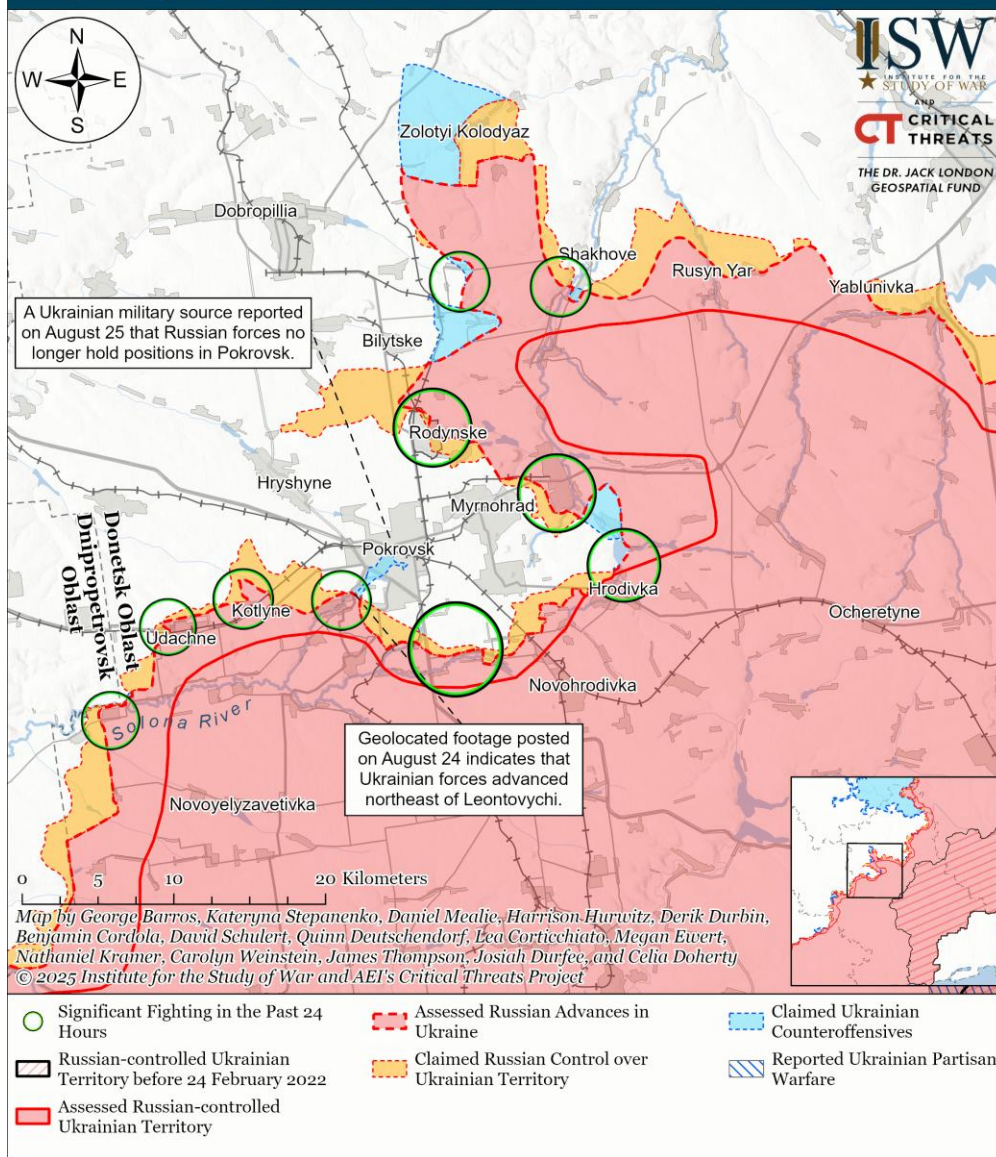 N
W E
S
ISW
INSTITUTE FOR THE
STUDY OF WAR
AND
CT CRITICAL
THREATS
THE DR. JACK LONDON
GEOSPATIAL FUND
Zolotyi Kolodyaz
Dobropillia
Shakhove
Rusyn Yar
Yablunivka
A Ukrainian military source reported
on August 25 that Russian forces no
longer hold positions in Pokrovsk.
Bilytske
Rodynske
Hryshyne
Myrnohrad
Pokrovsk
Donetsk Oblast
Dnipropetrovsk
Oblast
Kotlyne
Hrodivka
Udachne
Ocheretyne
Novohrodivka
Solona River
Geolocated footage posted
on August 24 indicates that
Ukrainian forces advanced
northeast of Leontovychi.
Novoyelyzavetivka
0 5 10 20 Kilometers
Map by George Barros, Kateryna Stepanenko, Daniel Mealie, Harrison Hurwitz, Derik Durbin,
Benjamin Cordola, David Schulert, Quinn Deutschendorf, Lea Corticchiato, Megan Ewert,
Nathaniel Kramer, Carolyn Weinstein, James Thompson, Josiah Durfee, and Celia Doherty
© 2025 Institute for the Study of War and AEI's Critical Threats Project
Significant Fighting in the Past 24
Hours
Russian-controlled Ukrainian
Territory before 24 February 2022
Assessed Russian-controlled
Ukrainian Territory
Assessed Russian Advances in
Ukraine
Claimed Russian Control over
Ukrainian Territory
Claimed Ukrainian
Counteroffensives
Reported Ukrainian Partisan
Warfare